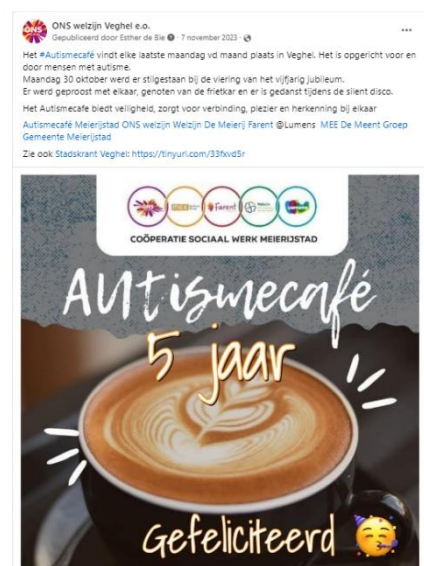 ONS welzijn Veghel e.o.
Gepubliceerd door Esther de Bie · 7 november 2023 ·
Het #Autismecafé vindt elke laatste maandag vd maand plaats in Veghel. Het is opgericht voor en
door mensen met autisme.
Maandag 30 oktober werd er stilgestaan bij de viering van het vijfjarig jubileum.
Er werd geproost met elkaar, genoten van de frietkar en er is gedanst tijdens de silent disco.
Het Autismecafe biedt veiligheid, zorgt voor verbinding, plezier en herkenning bij elkaar
Autismecafé Meierijstad ONS welzijn Welzijn De Meierij Farent @Lumens MEE De Meent Groep
Gemeente Meierijstad
Zie ook Stadskrant Veghel: https://tinyurl.com/33fxvd5r
ONS
mee
Farent
COÖPERATIE SOCIAAL WERK MEIERIJSTAD
Autismecafé
5 jaar
Gefeliciteerd